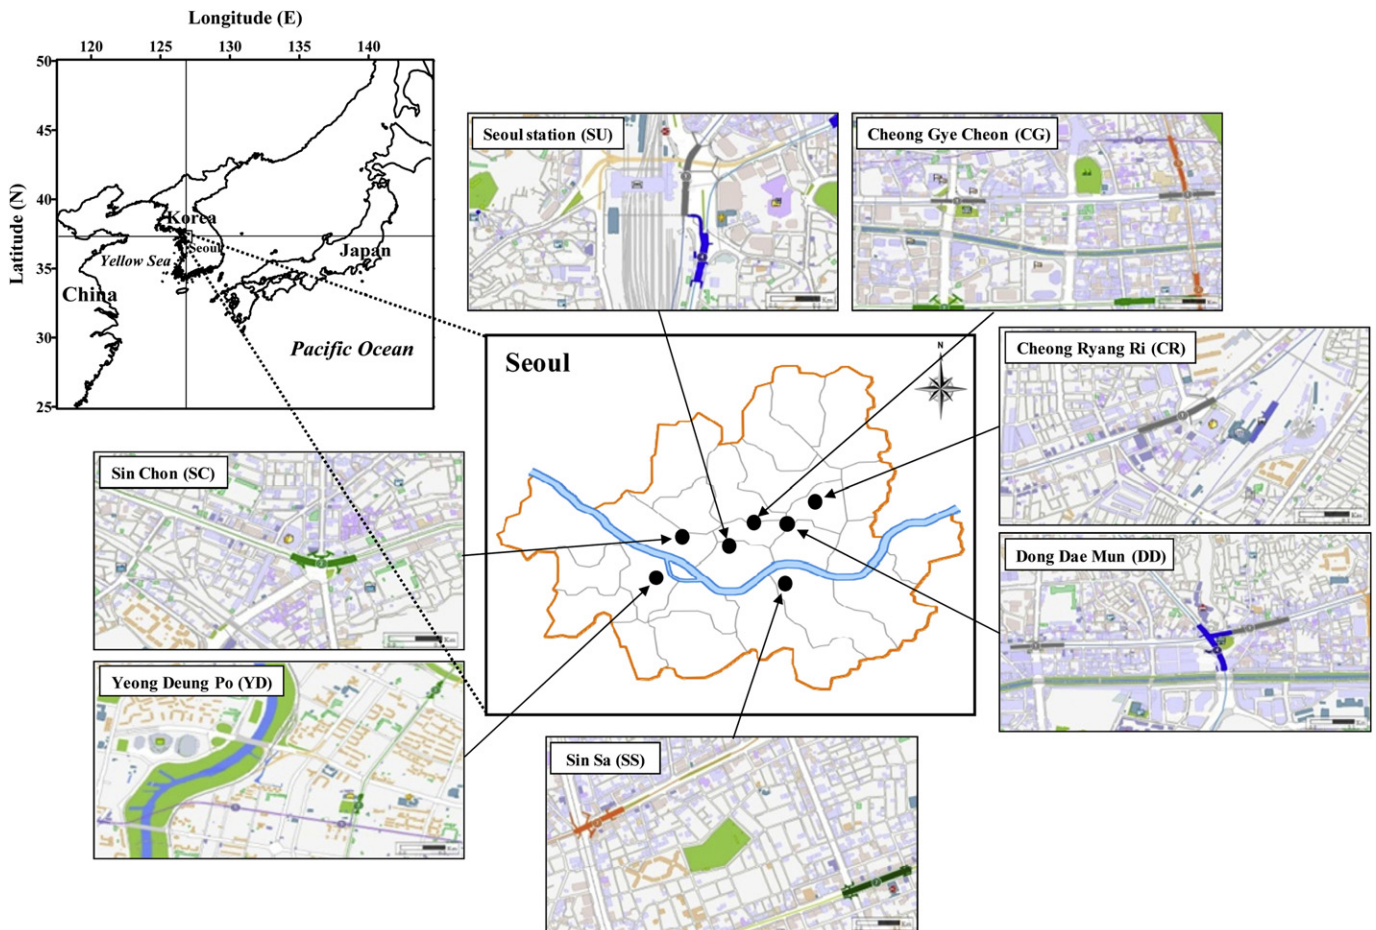 Longitude (E)
120 125 130 135 140
50
45
40
35
30
25
Latitude (N)
Korea
Seoul
Yellow Sea
Japan
China
Pacific Ocean
Seoul station (SU)
Cheong Gye Cheon (CG)
Cheong Ryang Ri (CR)
Seoul
N
Sin Chon (SC)
Dong Dae Mun (DD)
Yeong Deung Po (YD)
Sin Sa (SS)